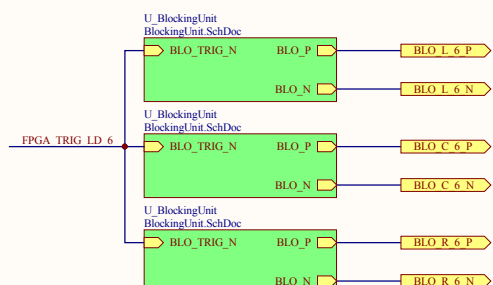 U_BlockingUnit
BlockingUnit.SchDoc
BLO_TRIG_N BLO_P BLO_L_6_P
BLO_N BLO_L_6_N
U_BlockingUnit
BlockingUnit.SchDoc
FPGA_TRIG_LD_6 BLO_TRIG_N BLO_P BLO_C_6_P
BLO_N BLO_C_6_N
U_BlockingUnit
BlockingUnit.SchDoc
BLO_TRIG_N BLO_P BLO_R_6_P
BLO_N BLO_R_6_N